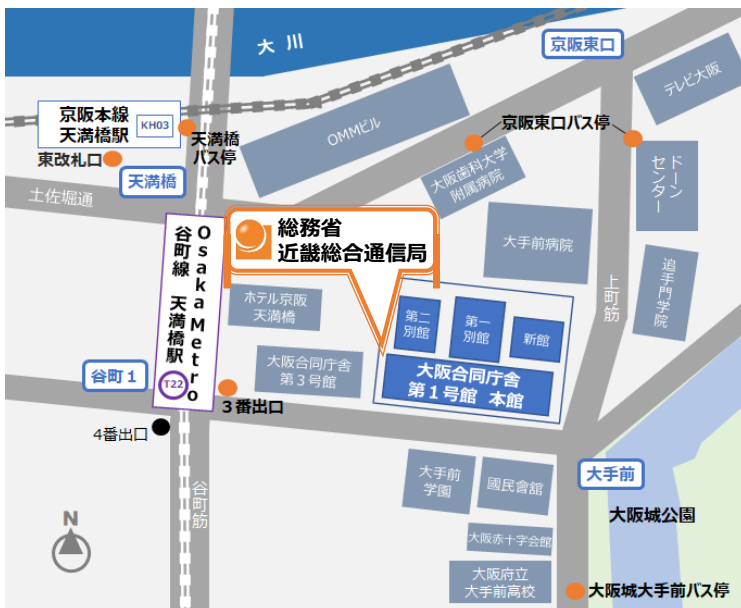 大川
京阪東口
テレビ大阪
京阪本線
天満橋駅
KH03
天満橋
バス停
OMMビル
京阪東口バス停
東改札口
天満橋
大阪歯科大学
附属病院
ドーン
センター
土佐堀通
総務省
近畿総合通信局
大手前病院
Osaka Metro
谷町線 天満橋駅
T22
ホテル京阪
天満橋
追手門
学院
上町筋
第二
別館
第一
別館
新館
大阪合同庁舎
第3号館
大阪合同庁舎
第1号館 本館
谷町1
3番出口
4番出口
大手前
学園
國民會舘
大手前
谷町筋
大阪城公園
N
大阪赤十字会館
大阪府立
大手前高校
大阪城大手前バス停